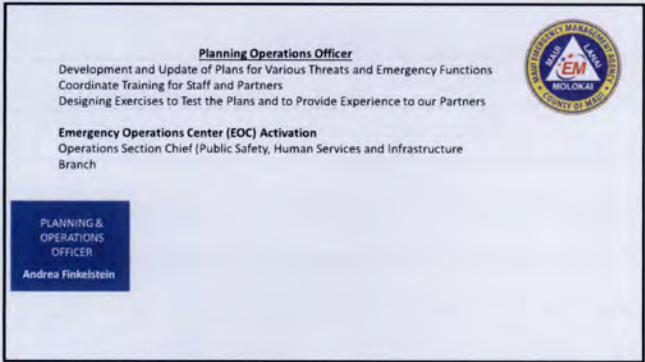 Planning Operations Officer
Development and Update of Plans for Various Threats and Emergency Functions
Coordinate Training for Staff and Partners
Designing Exercises to Test the Plans and to Provide Experience to our Partners
Emergency Operations Center (EOC) Activation
Operations Section Chief (Public Safety, Human Services and Infrastructure
Branch
PLANNING &
OPERATIONS
OFFICER
Andrea Finkelstein
MAUI EMERGENCY MANAGEMENT AGENCY
MAUI
LANAI
EM
MOLOKAI
COUNTY OF MAUI